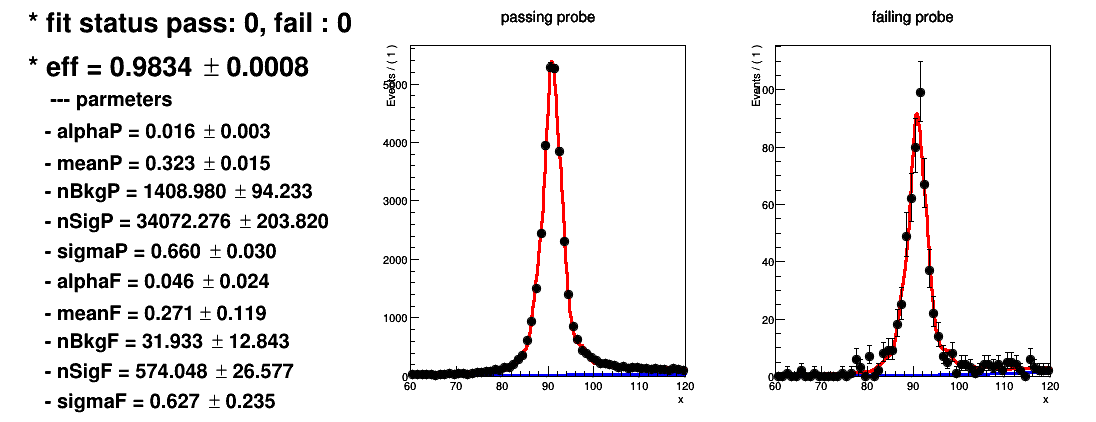 * fit status pass: 0, fail : 0
* eff = 0.9834 ± 0.0008
--- parmeters
- alphaP = 0.016 ± 0.003
- meanP = 0.323 ± 0.015
- nBkgP = 1408.980 ± 94.233
- nSigP = 34072.276 ± 203.820
- sigmaP = 0.660 ± 0.030
- alphaF = 0.046 ± 0.024
- meanF = 0.271 ± 0.119
- nBkgF = 31.933 ± 12.843
- nSigF = 574.048 ± 26.577
- sigmaF = 0.627 ± 0.235
passing probe
Events / ( 1 )
5000
4000
3000
2000
1000
0
60 70 80 90 100 110 120
x
failing probe
Events / ( 1 )
100
80
60
40
20
0
60 70 80 90 100 110 120
x